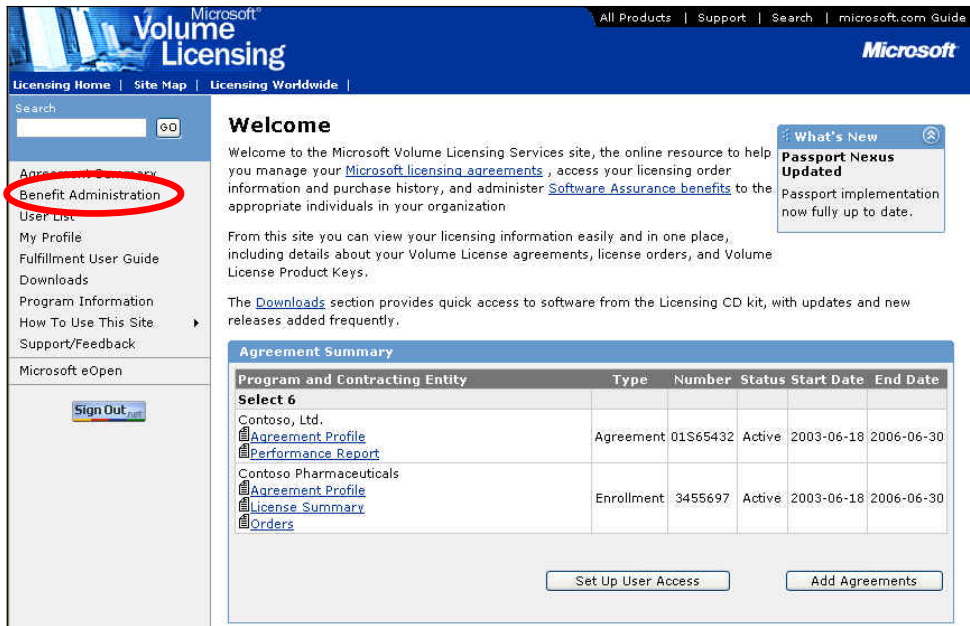 Microsoft®
Volume
Licensing
All Products | Support | Search | microsoft.com Guide
Microsoft
Licensing Home | Site Map | Licensing Worldwide |
Search
GO
Agreement Summary
Benefit Administration
User List
My Profile
Fulfillment User Guide
Downloads
Program Information
How To Use This Site
Support/Feedback
Microsoft eOpen
Sign Out .net
Welcome
Welcome to the Microsoft Volume Licensing Services site, the online resource to help
you manage your Microsoft licensing agreements , access your licensing order
information and purchase history, and administer Software Assurance benefits to the
appropriate individuals in your organization
From this site you can view your licensing information easily and in one place,
including details about your Volume License agreements, license orders, and Volume
License Product Keys.
The Downloads section provides quick access to software from the Licensing CD kit, with updates and new
releases added frequently.
What's New
Passport Nexus
Updated
Passport implementation
now fully up to date.
Agreement Summary
Program and Contracting Entity Type Number Status Start Date End Date
Select 6
Contoso, Ltd.
Agreement Profile
Performance Report
Agreement 01S65432 Active 2003-06-18 2006-06-30
Contoso Pharmaceuticals
Agreement Profile
License Summary
Orders
Enrollment 3455697 Active 2003-06-18 2006-06-30
Set Up User Access
Add Agreements